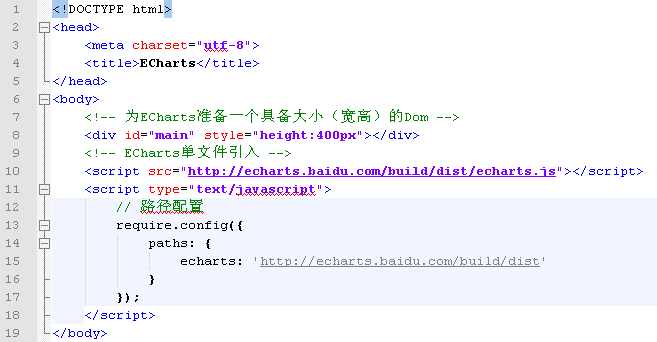 1 <!DOCTYPE html>
2 <head>
3     <meta charset="utf-8">
4     <title>ECharts</title>
5 </head>
6 <body>
7     <!-- 为ECharts准备一个具备大小（宽高）的Dom -->
8     <div id="main" style="height:400px"></div>
9     <!-- ECharts单文件引入 -->
10     <script src="http://echarts.baidu.com/build/dist/echarts.js"></script>
11     <script type="text/javascript">
12         // 路径配置
13         require.config({
14             paths: {
15                 echarts: 'http://echarts.baidu.com/build/dist'
16             }
17         });
18     </script>
19 </body>